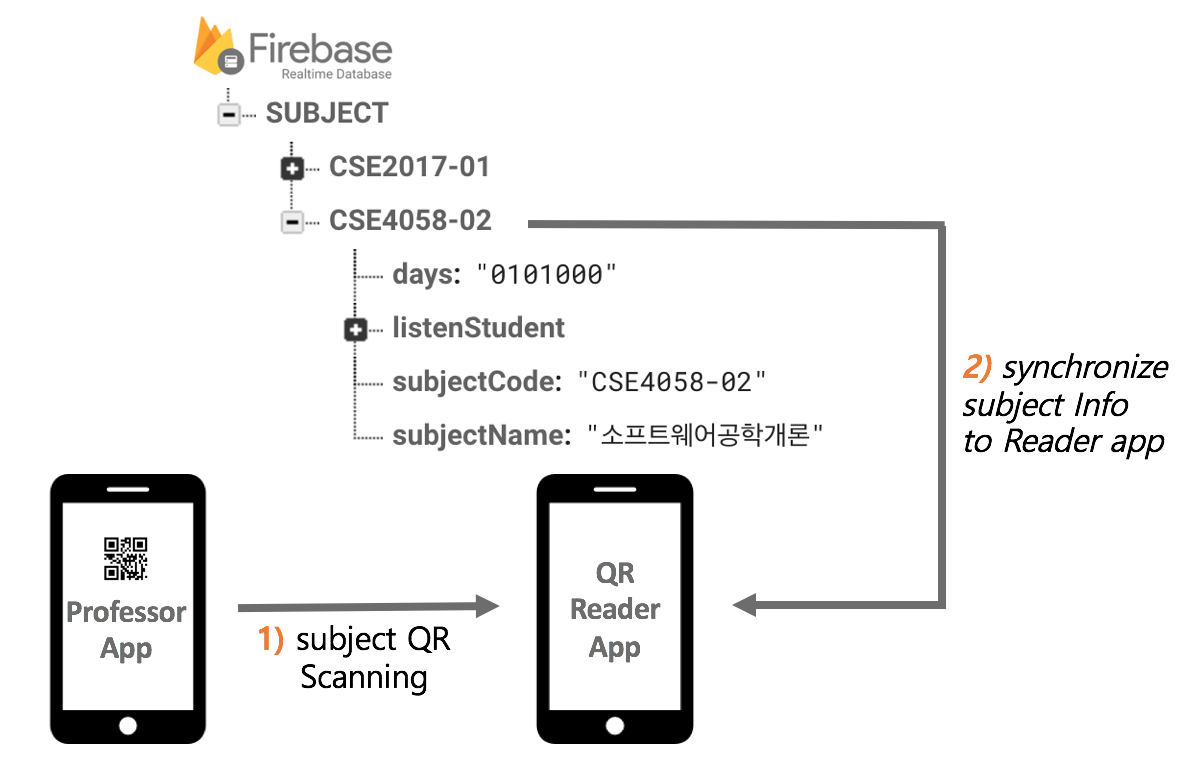 Firebase
Realtime Database
SUBJECT
CSE2017-01
CSE4058-02
days: "0101000"
listenStudent
subjectCode: "CSE4058-02"
subjectName: "소프트웨어공학개론"
2) synchronize
subject Info
to Reader app
Professor
App
1) subject QR
Scanning
QR
Reader
App